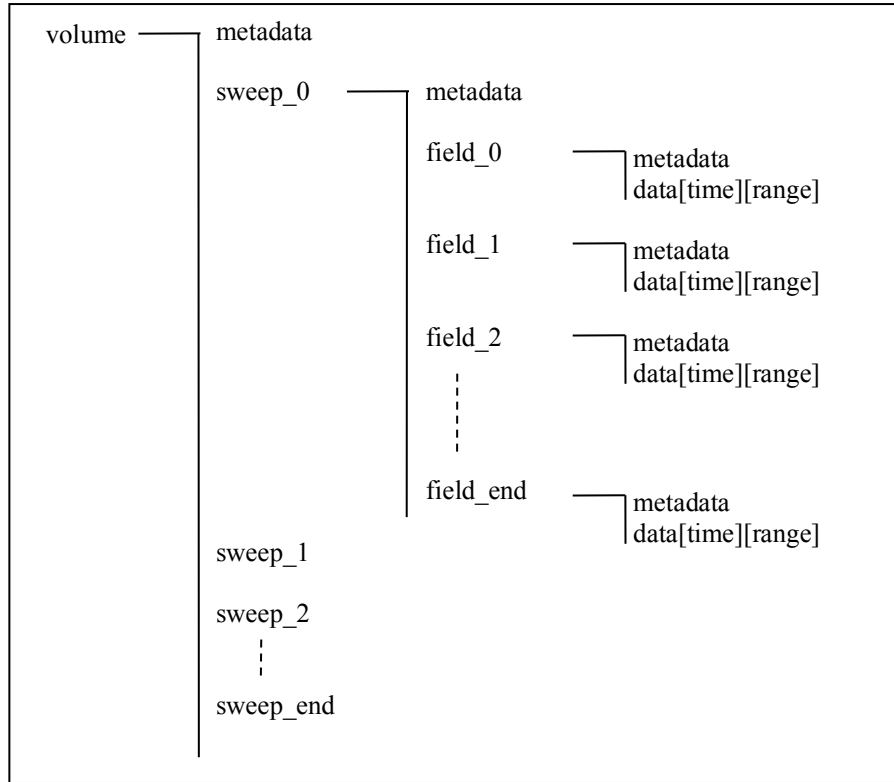 volume
metadata
sweep_0
metadata
field_0
metadata
data[time][range]
field_1
metadata
data[time][range]
field_2
metadata
data[time][range]
field_end
metadata
data[time][range]
sweep_1
sweep_2
sweep_end